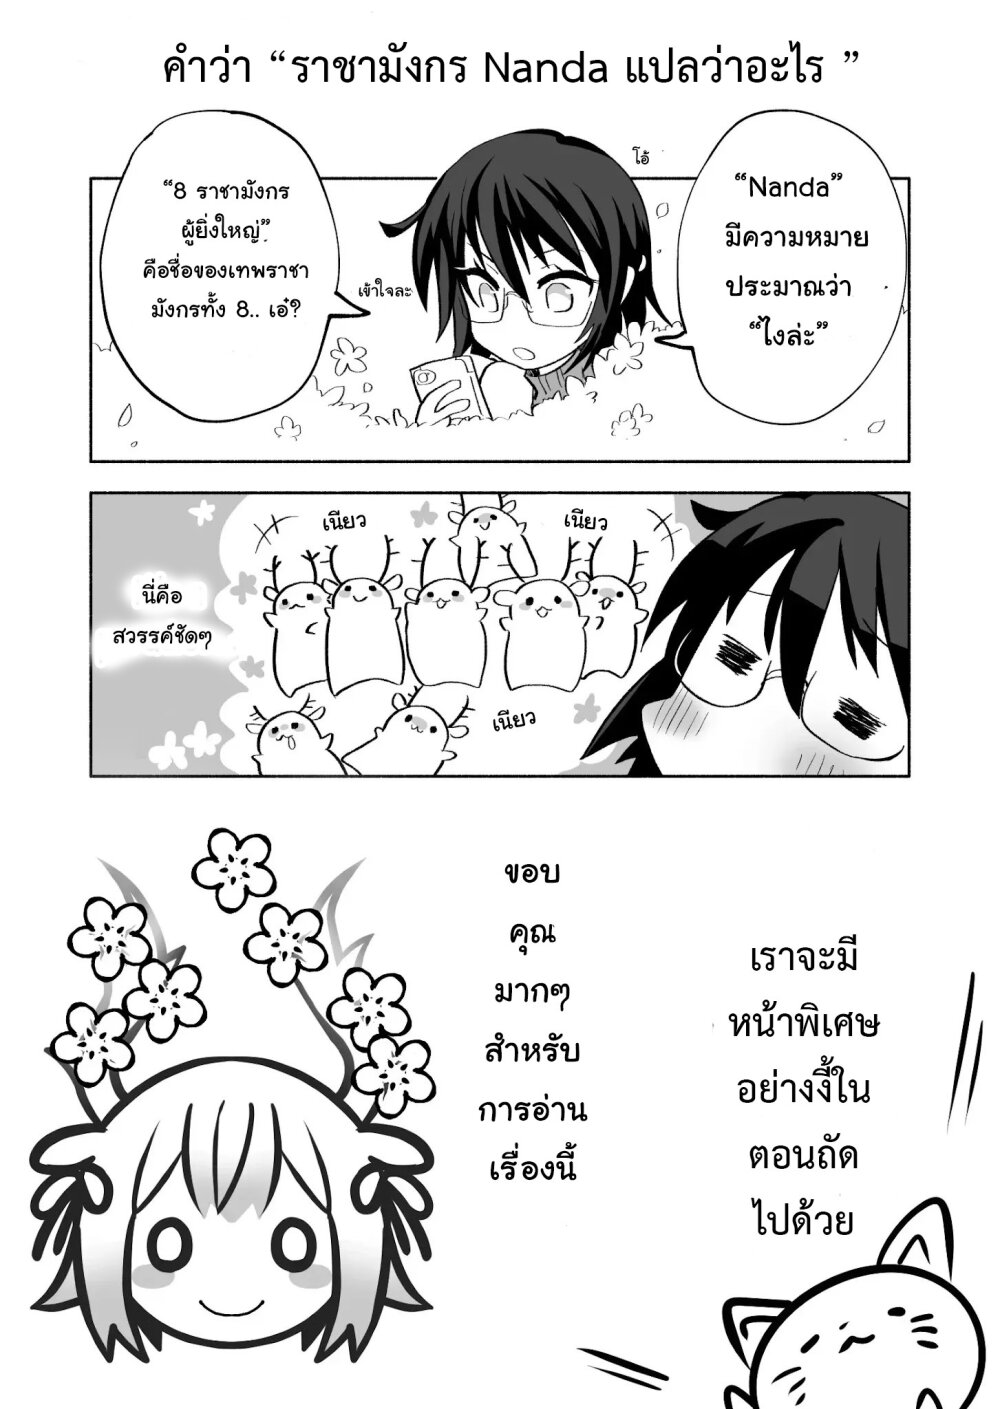 คำว่า “ราชามังกร Nanda แปลว่าอะไร ”
โอ้
“Nanda”
มีความหมาย
ประมาณว่า
“ไงล่ะ”
“8 ราชามังกร
ผู้ยิ่งใหญ่”
คือชื่อของเทพราชา
มังกรทั้ง 8.. เอ๋?
เข้าใจละ
เนียว
เนียว
เนียว
นี่คือ
สวรรค์ชัดๆ
เราจะมี
หน้าพิเศษ
อย่างงี้ใน
ตอนถัด
ไปด้วย
ขอบ
คุณ
มากๆ
สำหรับ
การอ่าน
เรื่องนี้